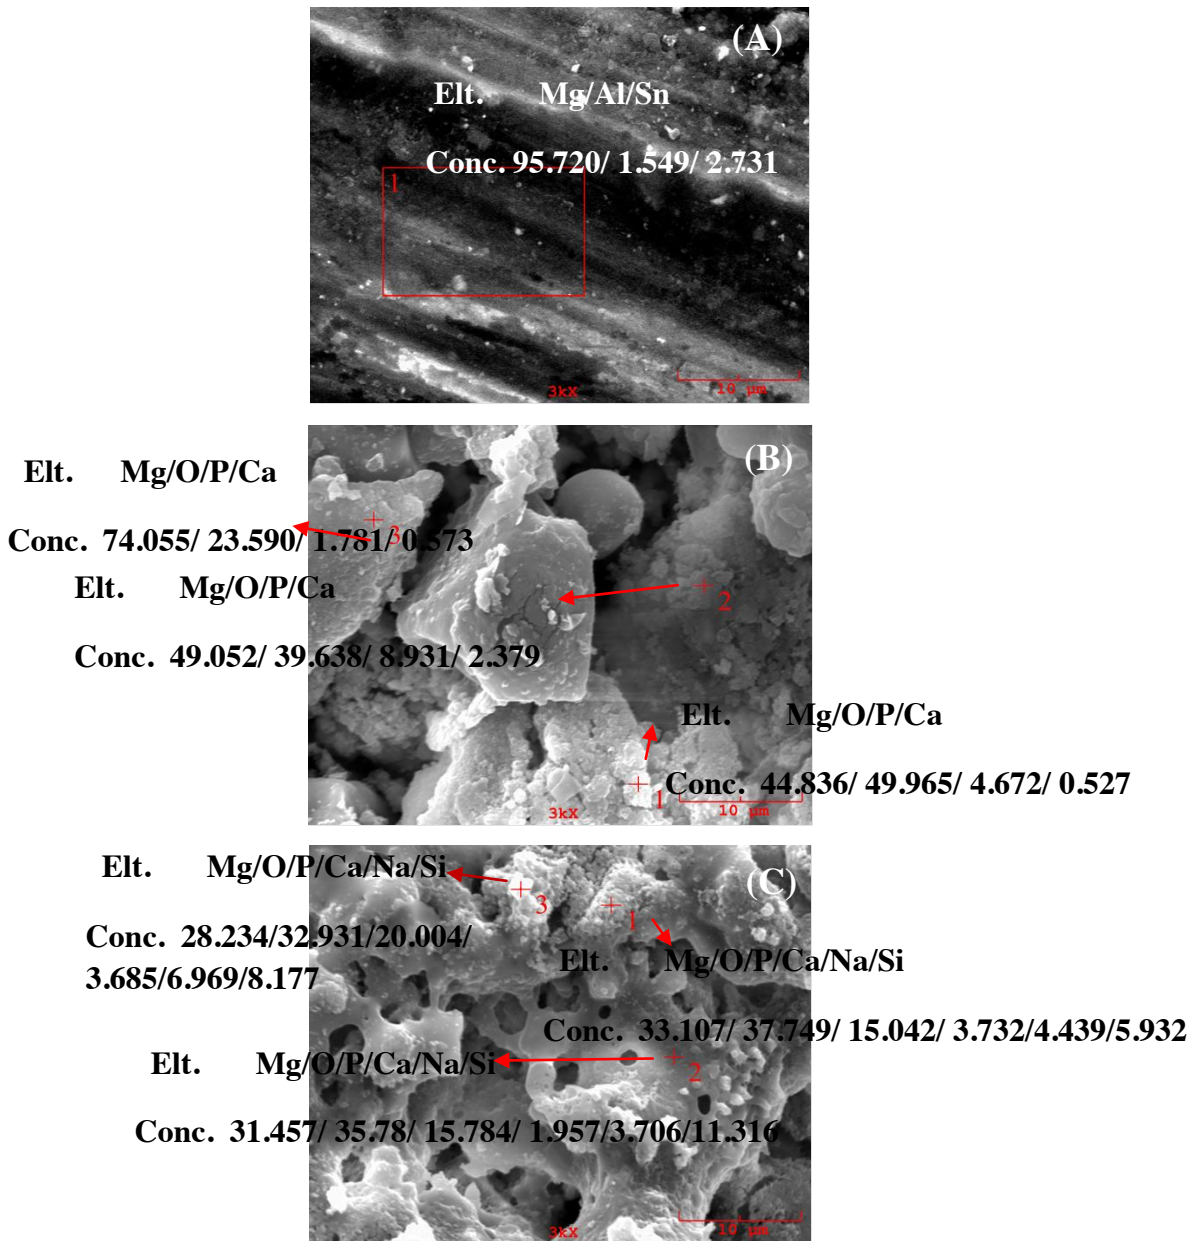 (A)
Elt. Mg/Al/Sn
Conc. 95.720/ 1.549/ 2.731
1
3kX
10 µm
(B)
Elt. Mg/O/P/Ca
Conc. 74.055/ 23.590/ 1.781/ 0.573
3
Elt. Mg/O/P/Ca
2
Conc. 49.052/ 39.638/ 8.931/ 2.379
Elt. Mg/O/P/Ca
Conc. 44.836/ 49.965/ 4.672/ 0.527
1
3kX
10 µm
Elt. Mg/O/P/Ca/Na/Si
(C)
3
1
Conc. 28.234/32.931/20.004/
3.685/6.969/8.177
Elt. Mg/O/P/Ca/Na/Si
Conc. 33.107/ 37.749/ 15.042/ 3.732/4.439/5.932
Elt. Mg/O/P/Ca/Na/Si
2
Conc. 31.457/ 35.78/ 15.784/ 1.957/3.706/11.316
3kX
10 µm